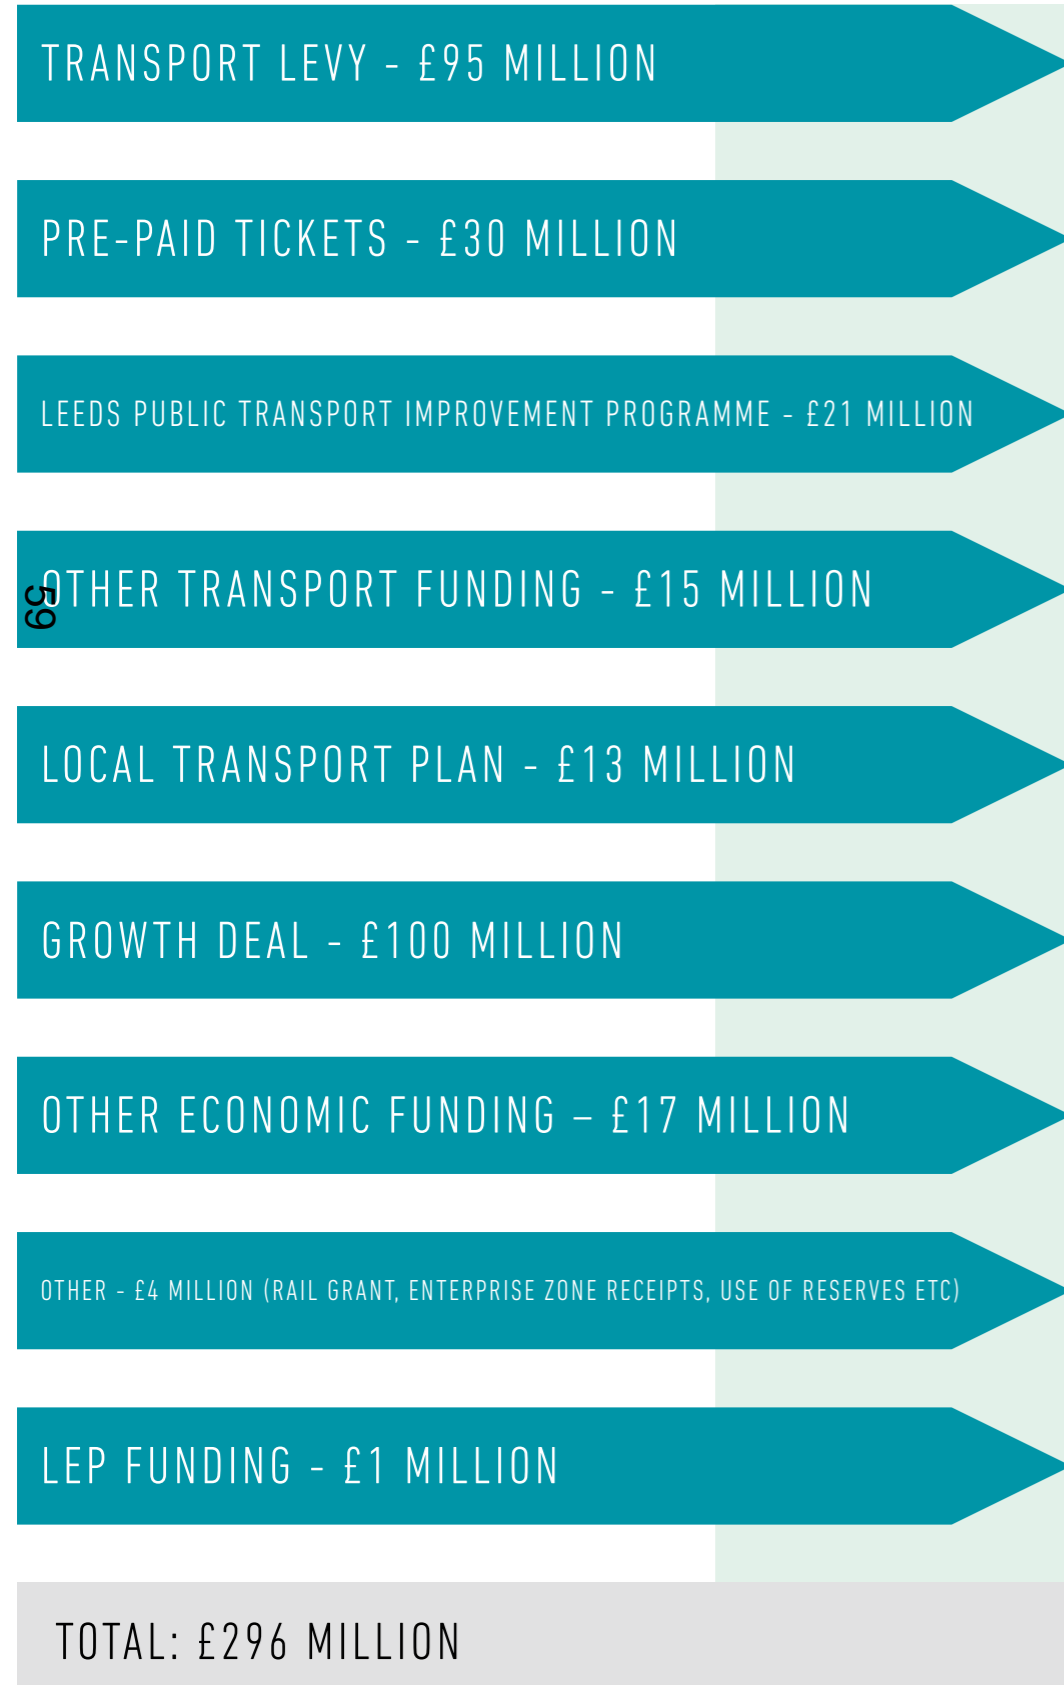 TRANSPORT LEVY - £95 MILLION
PRE-PAID TICKETS - £30 MILLION
LEEDS PUBLIC TRANSPORT IMPROVEMENT PROGRAMME - £21 MILLION
OTHER TRANSPORT FUNDING - £15 MILLION
59
LOCAL TRANSPORT PLAN - £13 MILLION
GROWTH DEAL - £100 MILLION
OTHER ECONOMIC FUNDING – £17 MILLION
OTHER - £4 MILLION (RAIL GRANT, ENTERPRISE ZONE RECEIPTS, USE OF RESERVES ETC)
LEP FUNDING - £1 MILLION
TOTAL: £296 MILLION